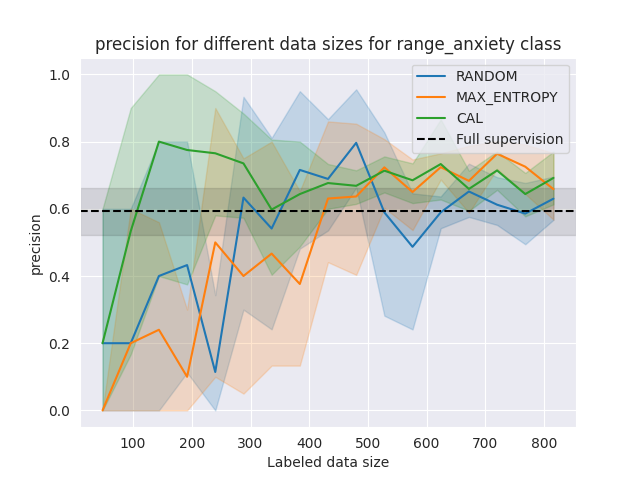 precision for different data sizes for range_anxiety class
RANDOM
MAX_ENTROPY
CAL
Full supervision
1.0
0.8
0.6
0.4
0.2
0.0
precision
100 200 300 400 500 600 700 800
Labeled data size